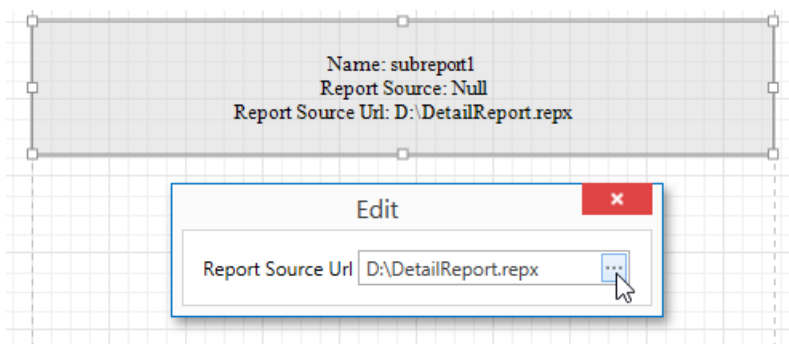 Name: subreport1
Report Source: Null
Report Source Url: D:\DetailReport.repx
Edit
Report Source Url D:\DetailReport.repx ...